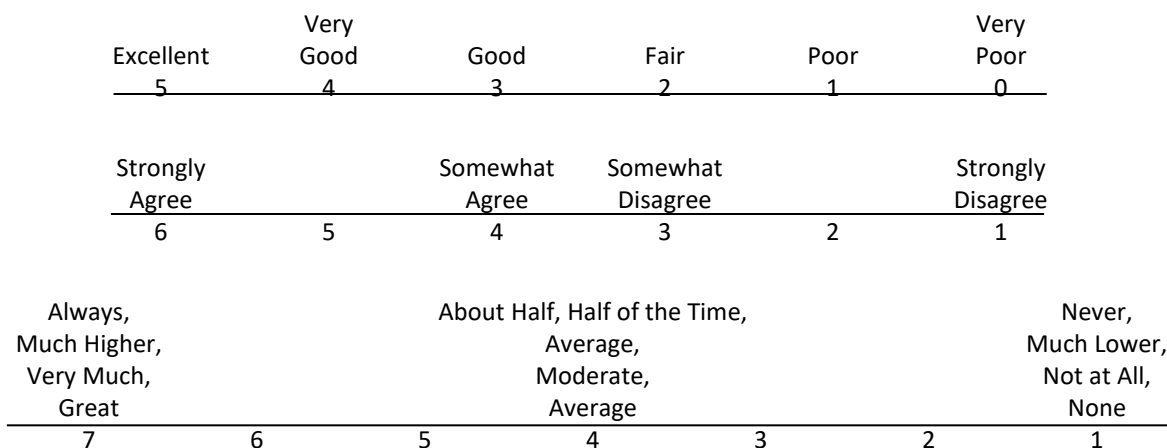 Very Very
Excellent Good Good Fair Poor Poor
5 4 3 2 1 0
Strongly Somewhat Somewhat Strongly
Agree Agree Disagree Disagree
6 5 4 3 2 1
Always, About Half, Half of the Time, Never,
Much Higher, Average, Much Lower,
Very Much, Moderate, Not at All,
Great Average None
7 6 5 4 3 2 1